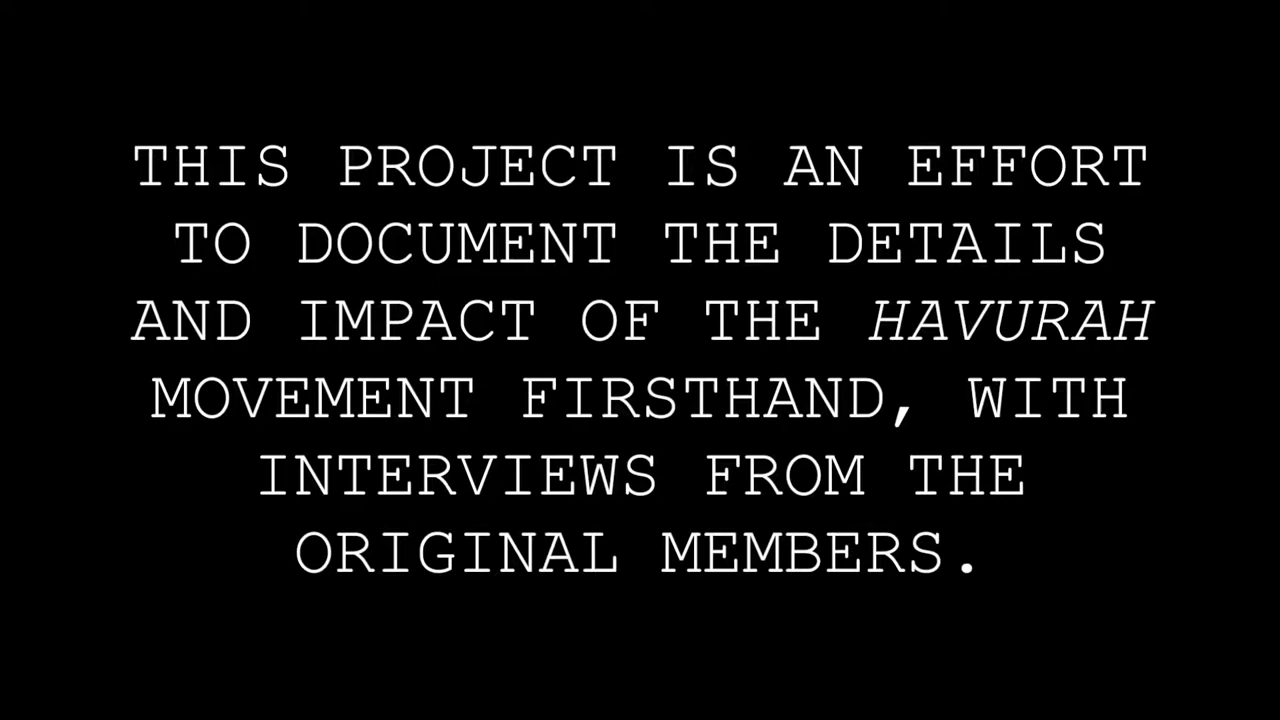 THIS PROJECT IS AN EFFORT
TO DOCUMENT THE DETAILS
AND IMPACT OF THE HAVURAH
MOVEMENT FIRSTHAND, WITH
INTERVIEWS FROM THE
ORIGINAL MEMBERS.